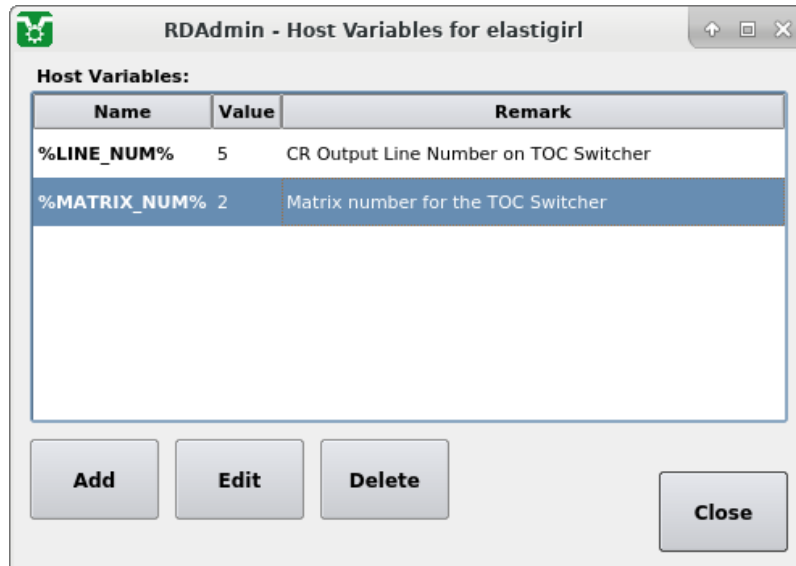 RDAdmin - Host Variables for elastigirl
Host Variables:
Name Value Remark
%LINE_NUM% 5 CR Output Line Number on TOC Switcher
%MATRIX_NUM% 2 Matrix number for the TOC Switcher
Add Edit Delete
Close